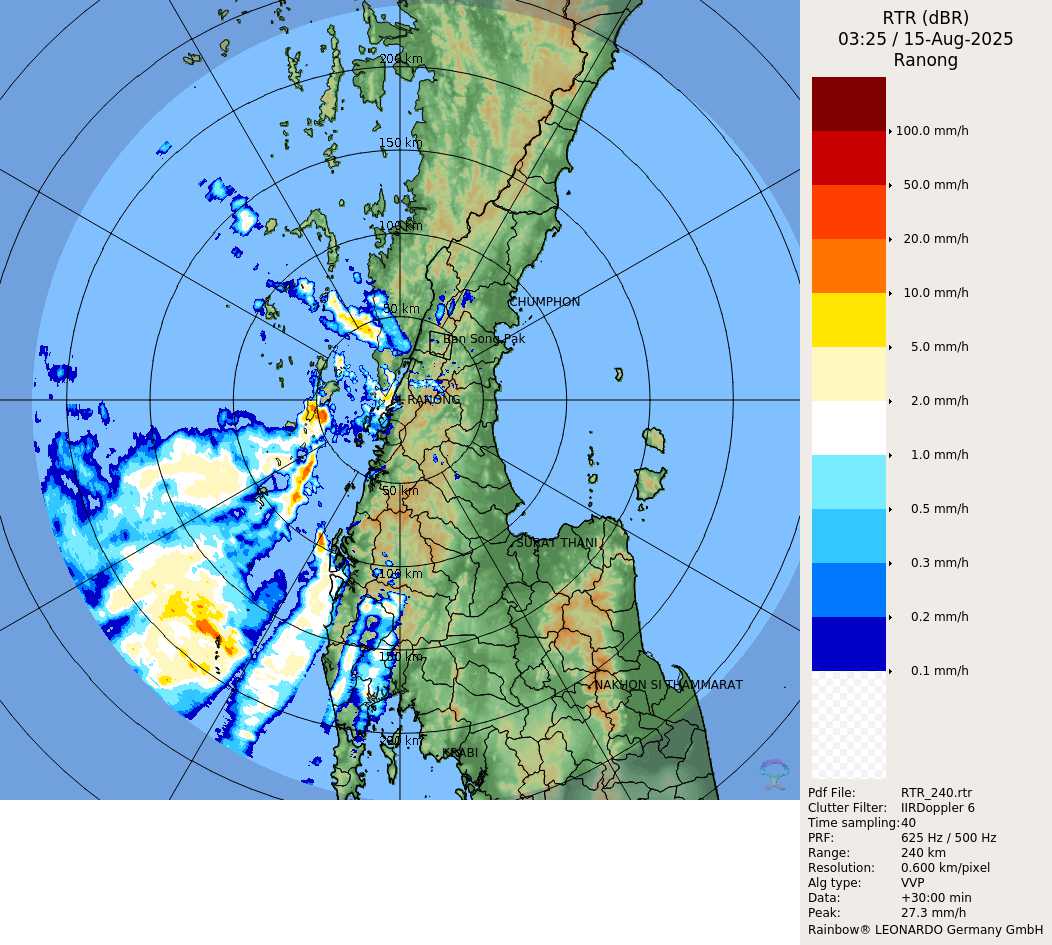 RTR (dBR)
03:25 / 15-Aug-2025
Ranong
100.0 mm/h
50.0 mm/h
20.0 mm/h
10.0 mm/h
5.0 mm/h
2.0 mm/h
1.0 mm/h
0.5 mm/h
0.3 mm/h
0.2 mm/h
0.1 mm/h
200 km
150 km
100 km
50 km
CHUMPHON
Ban Song Pak
RANONG
50 km
SURAT THANI
100 km
150 km
NAKHON SI THAMMARAT
200 km
KRABI
Pdf File: RTR_240.rtr
Clutter Filter: IIRDoppler 6
Time sampling:40
PRF: 625 Hz / 500 Hz
Range: 240 km
Resolution: 0.600 km/pixel
Alg type: VVP
Data: +30:00 min
Peak: 27.3 mm/h
Rainbow® LEONARDO Germany GmbH